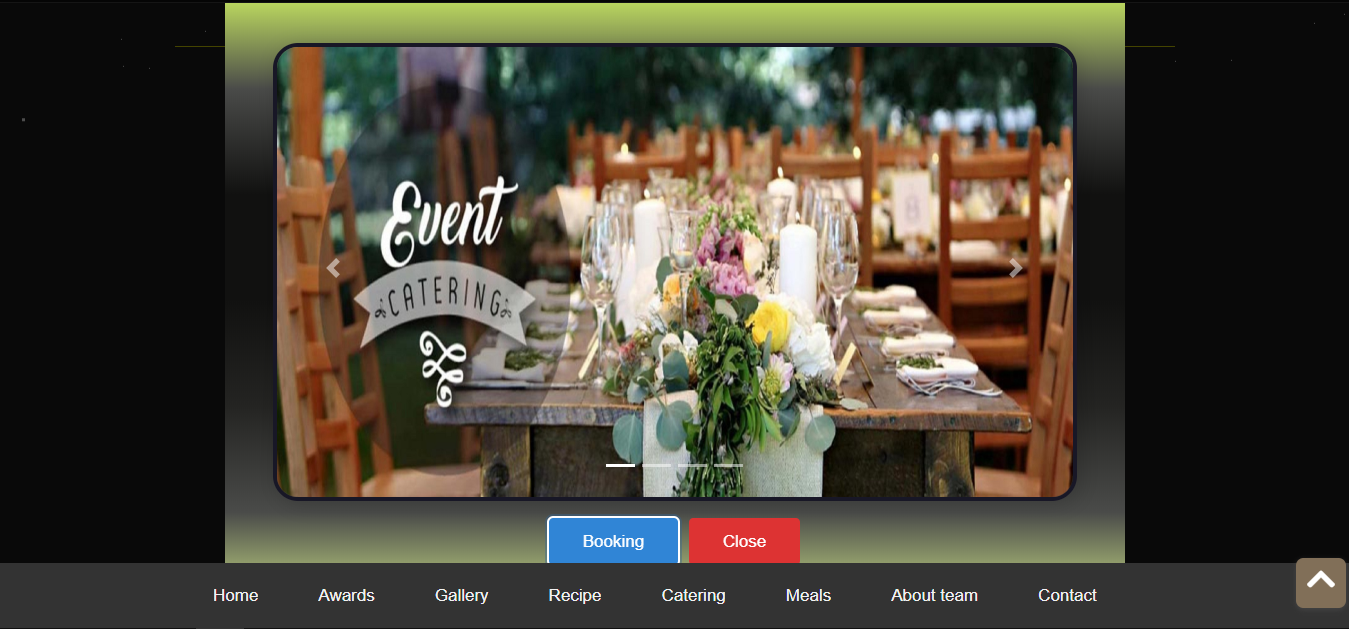 Event
CATERING
Booking
Close
Home
Awards
Gallery
Recipe
Catering
Meals
About team
Contact